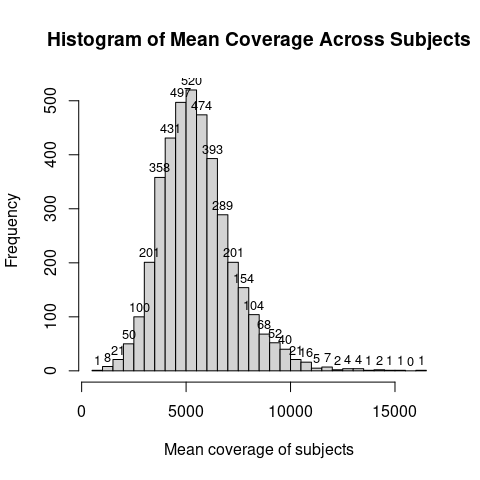 Histogram of Mean Coverage Across Subjects
Frequency
500
400
300
200
100
0
1 8 21 50 100 201 358 431 497 520 474 393 289 201 154 104 68 52 40 21 16 5 7 2 4 4 1 2 1 1 0 1
0 5000 10000 15000
Mean coverage of subjects